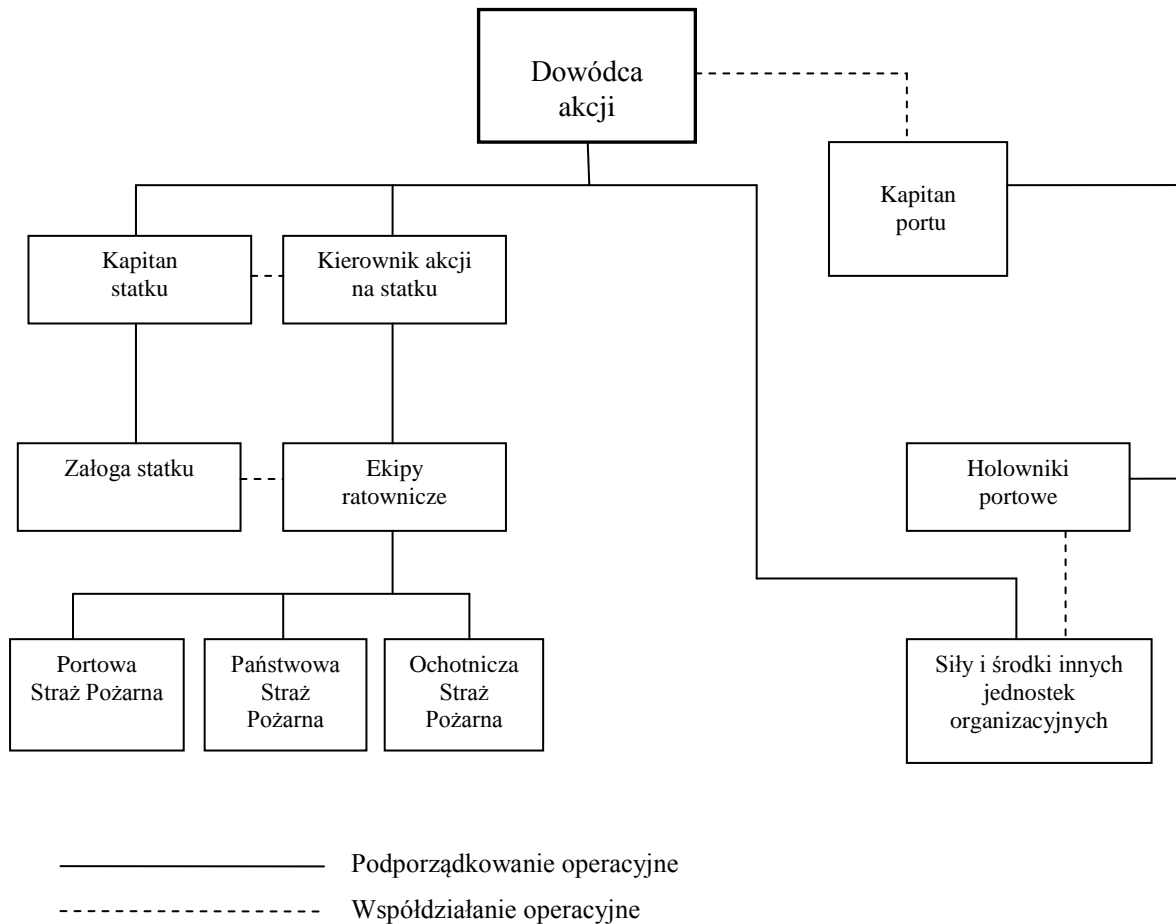 Dowódca
akcji
Kapitan
portu
Kapitan
statku
Kierownik akcji
na statku
Załoga statku
Ekipy
ratownicze
Holowniki
portowe
Portowa
Straż Pożarna
Państwowa
Straż
Pożarna
Ochotnicza
Straż
Pożarna
Siły i środki innych
jednostek
organizacyjnych
Podporządkowanie operacyjne
Współdziałanie operacyjne